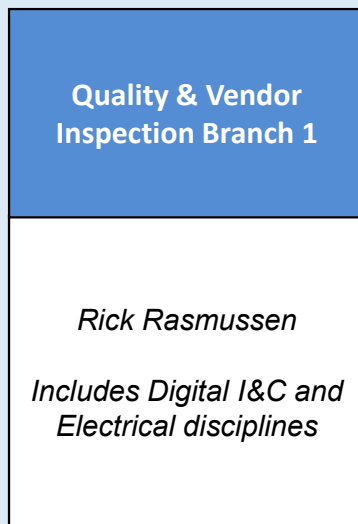 Quality & Vendor
Inspection Branch 1
Rick Rasmussen
Includes Digital I&C and
Electrical disciplines